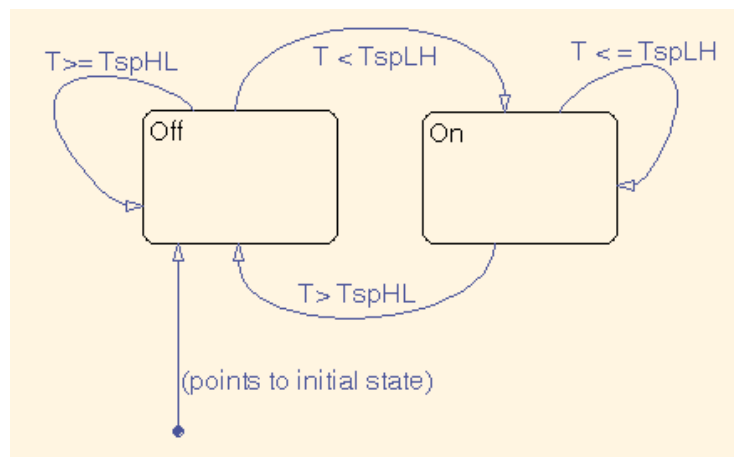 T>= TspHL
T < TspLH
T < = TspLH
Off
On
T> TspHL
(points to initial state)